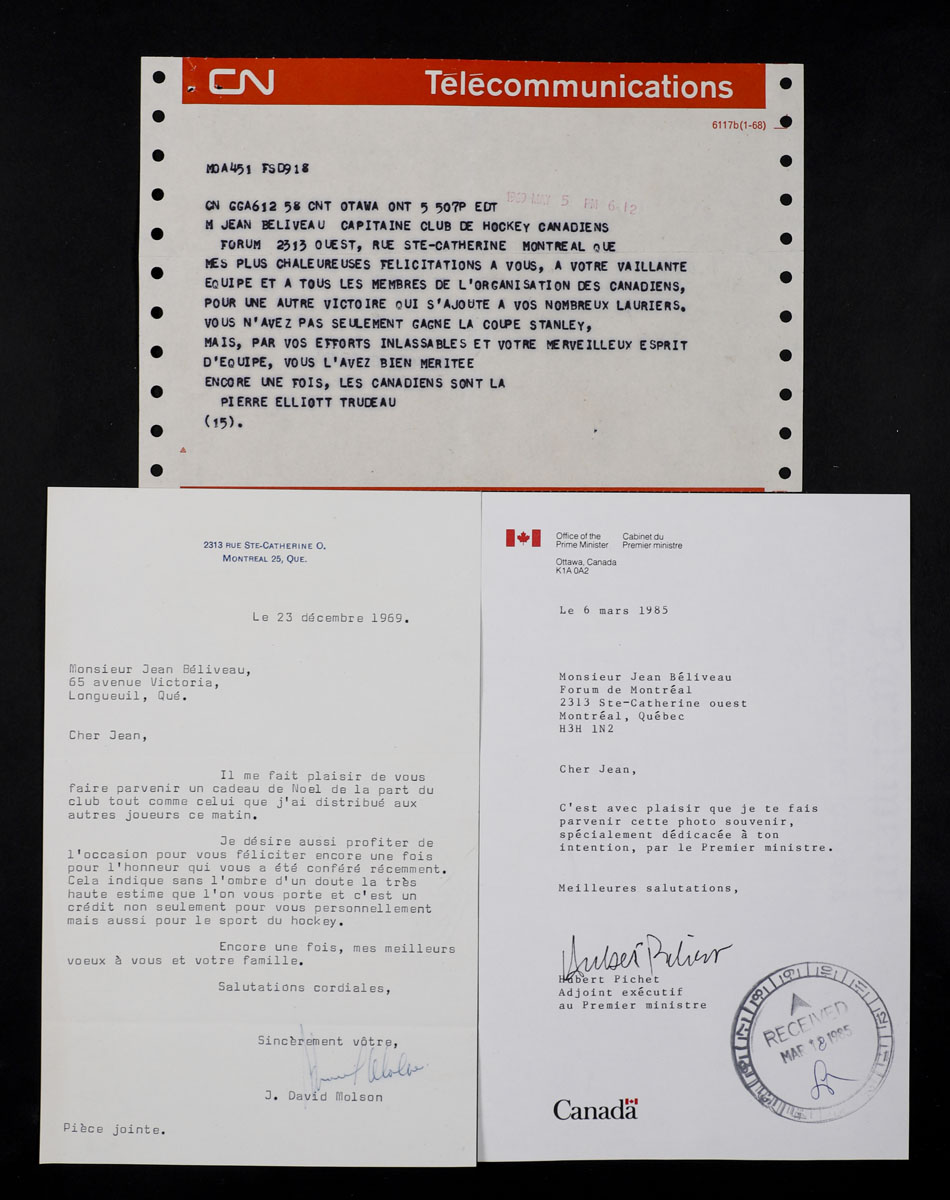 CN Télécommunications
6117b(1-68)
MDA451 FSD918
1969 MAY 5 PM 6 12
CN GGA612 58 CNT OTAWA ONT 5 507P EDT
M JEAN BELIVEAU CAPITAINE CLUB DE HOCKEY CANADIENS
FORUM 2313 OUEST, RUE STE-CATHERINE MONTREAL QUE
MES PLUS CHALEUREUSES FELICITATIONS A VOUS, A VOTRE VAILLANTE
EQUIPE ET A TOUS LES MEMBRES DE L'ORGANISATION DES CANADIENS,
POUR UNE AUTRE VICTOIRE QUI S'AJOUTE A VOS NOMBREUX LAURIERS.
VOUS N'AVEZ PAS SEULEMENT GAGNE LA COUPE STANLEY,
MAIS, PAR VOS EFFORTS INLASSABLES ET VOTRE MERVEILLEUX ESPRIT
D'EQUIPE, VOUS L'AVEZ BIEN MERITEE
ENCORE UNE FOIS, LES CANADIENS SONT LA
PIERRE ELLIOTT TRUDEAU
(15).
2313 RUE STE-CATHERINE O.
MONTREAL 25, QUE.
Le 23 décembre 1969.
Monsieur Jean Béliveau,
65 avenue Victoria,
Longueuil, Qué.
Cher Jean,
Il me fait plaisir de vous
faire parvenir un cadeau de Noel de la part du
club tout comme celui que j'ai distribué aux
autres joueurs ce matin.
Je désire aussi profiter de
l'occasion pour vous féliciter encore une fois
pour l'honneur qui vous a été conféré récemment.
Cela indique sans l'ombre d'un doute la très
haute estime que l'on vous porte et c'est un
crédit non seulement pour vous personnellement
mais aussi pour le sport du hockey.
Encore une fois, mes meilleurs
voeux à vous et votre famille.
Salutations cordiales,
Sincèrement vôtre,
J. David Molson
Pièce jointe.
Office of the Prime Minister
Cabinet du Premier ministre
Ottawa, Canada
K1A 0A2
Le 6 mars 1985
Monsieur Jean Béliveau
Forum de Montréal
2313 Ste-Catherine ouest
Montréal, Québec
H3H 1N2
Cher Jean,
C'est avec plaisir que je te fais
parvenir cette photo souvenir,
spécialement dédicacée à ton
intention, par le Premier ministre.
Meilleures salutations,
Hubert Pichet
Adjoint exécutif
au Premier ministre
RECEIVED
MAR 18 1985
Canada